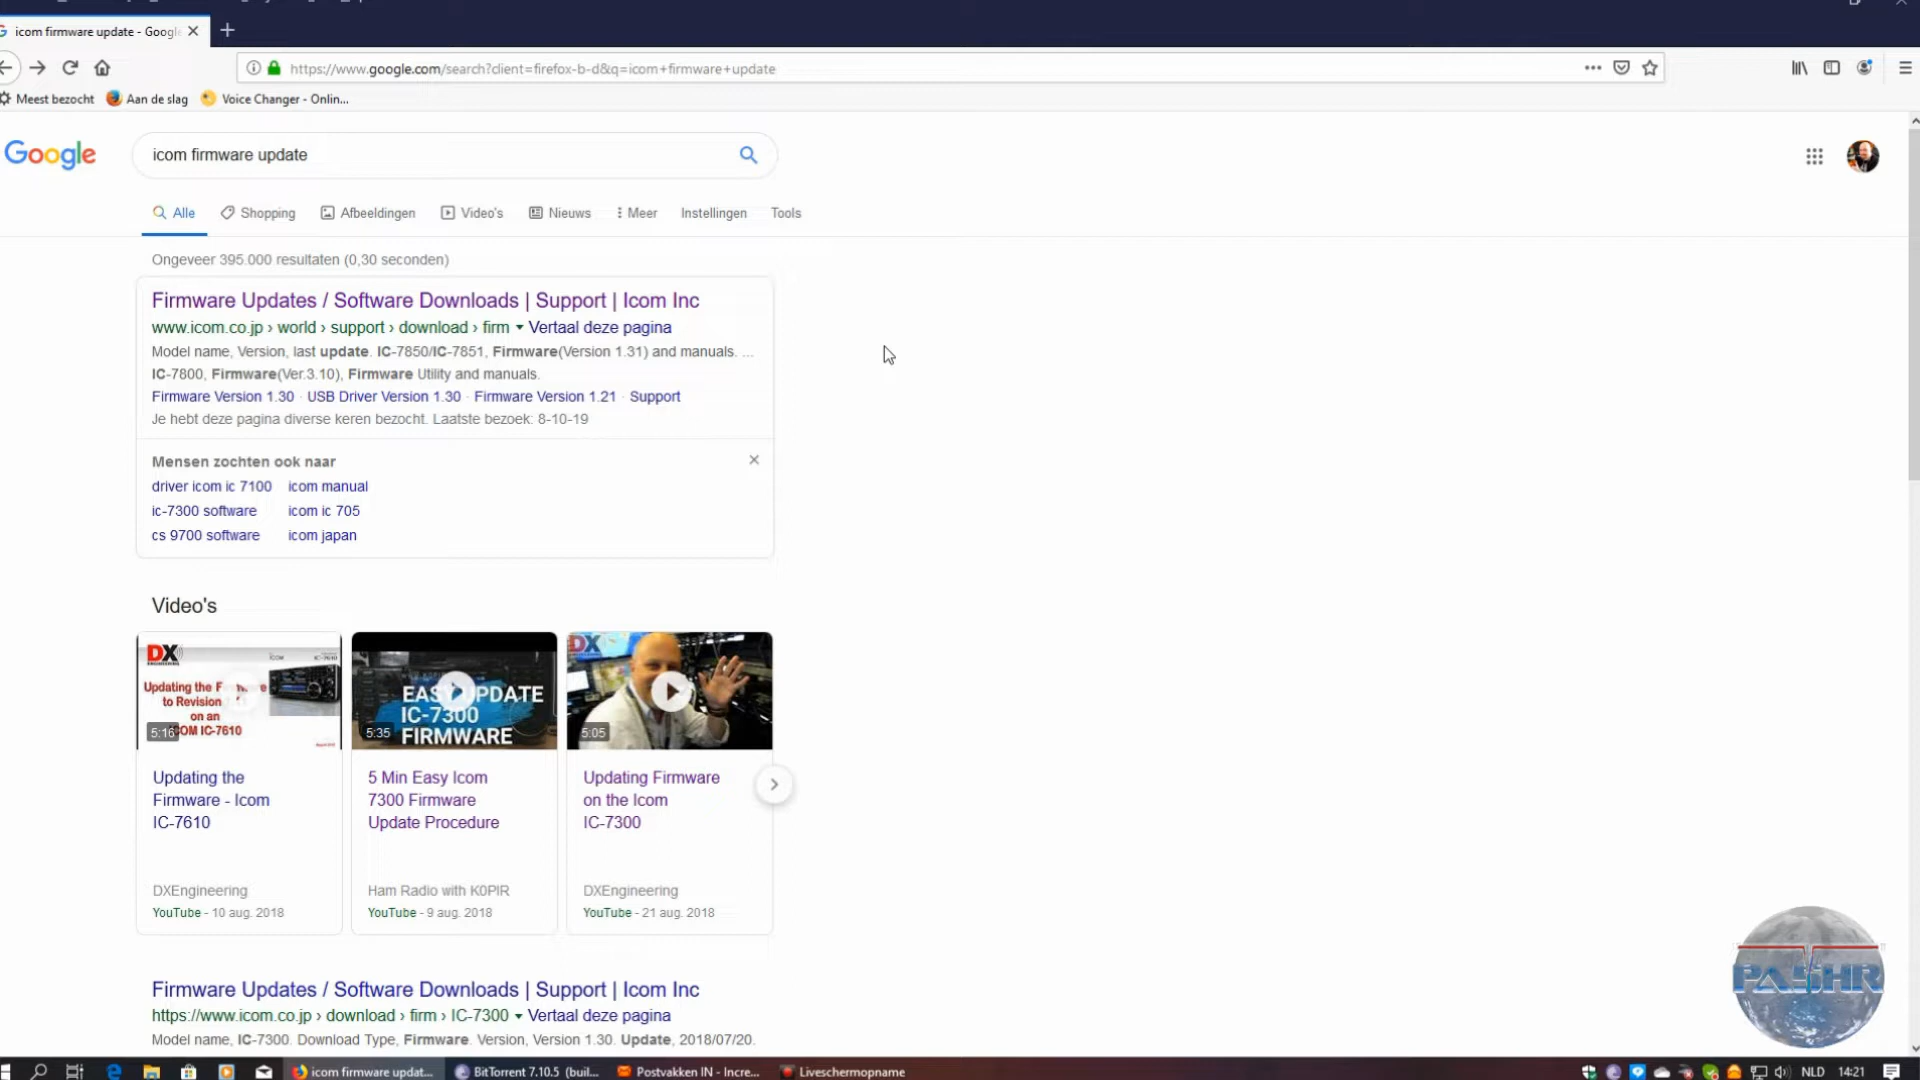 icom firmware update - Google
https://www.google.com/search?client=firefox-b-d&q=icom+firmware+update
Meest bezocht Aan de slag Voice Changer - Onlin...
Google icom firmware update
Alle Shopping Afbeeldingen Video's Nieuws Meer Instellingen Tools
Ongeveer 395.000 resultaten (0,30 seconden)
Firmware Updates / Software Downloads | Support | Icom Inc
www.icom.co.jp › world › support › download › firm ▾ Vertaal deze pagina
Model name, Version, last update. IC-7850/IC-7851, Firmware(Version 1.31) and manuals. ...
IC-7800, Firmware(Ver.3.10), Firmware Utility and manuals.
Firmware Version 1.30 · USB Driver Version 1.30 · Firmware Version 1.21 · Support
Je hebt deze pagina diverse keren bezocht. Laatste bezoek: 8-10-19
Mensen zochten ook naar
driver icom ic 7100 icom manual
ic-7300 software icom ic 705
cs 9700 software icom japan
Video's
DX
ENGINEERING
ICOM IC-7610
Updating the
to Revision
on an
ICOM IC-7610
5:16
EASY UPDATE
IC-7300
FIRMWARE
5:35
DX
5:05
Updating the
Firmware - Icom
IC-7610
DXEngineering
YouTube - 10 aug. 2018
5 Min Easy Icom
7300 Firmware
Update Procedure
Ham Radio with K0PIR
YouTube - 9 aug. 2018
Updating Firmware
on the Icom
IC-7300
DXEngineering
YouTube - 21 aug. 2018
Firmware Updates / Software Downloads | Support | Icom Inc
https://www.icom.co.jp › download › firm › IC-7300 ▾ Vertaal deze pagina
Model name, IC-7300. Download Type, Firmware. Version, Version 1.30. Update, 2018/07/20.
icom firmware updat... BitTorrent 7.10.5 (buil... Postvakken IN - Incre... Liveschermopname NLD 14:21